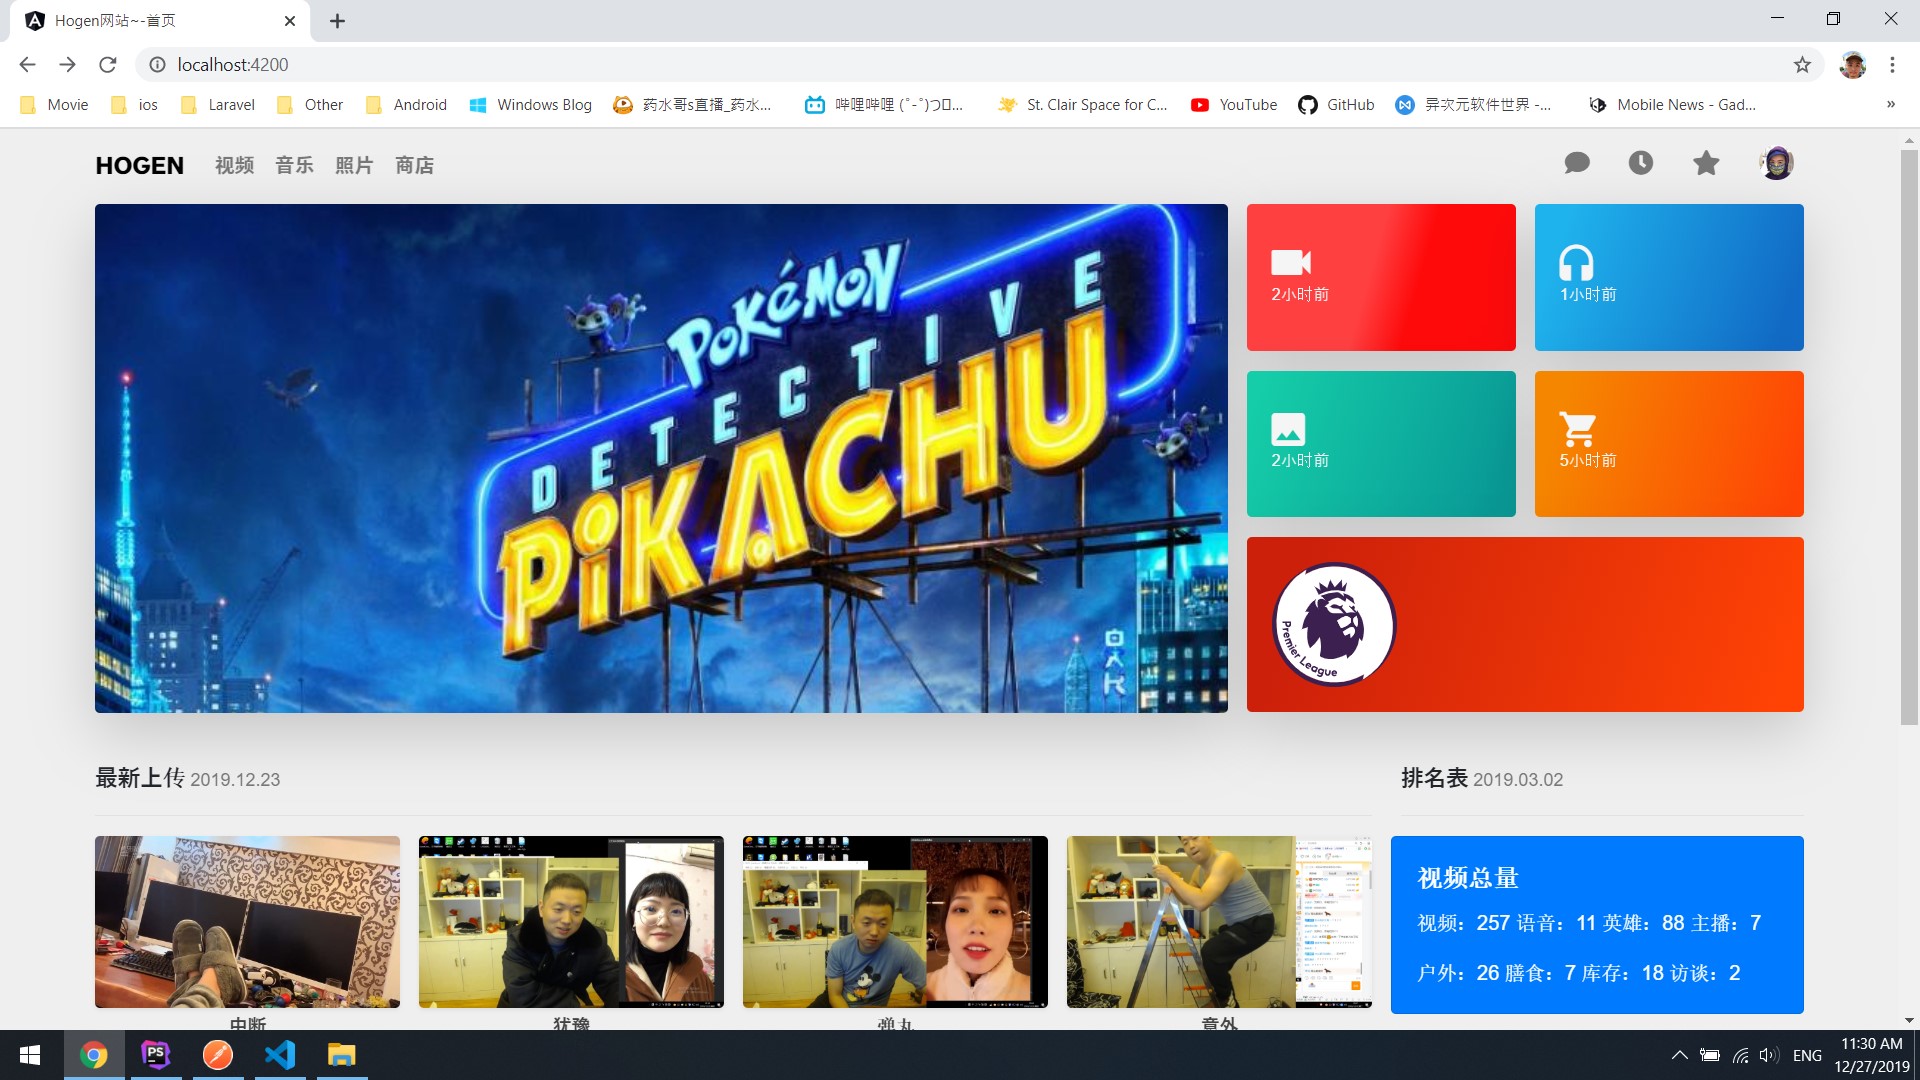 Hogen网站~-首页
localhost:4200
Movie
ios
Laravel
Other
Android
Windows Blog
药水哥s直播_药水...
St. Clair Space for C...
YouTube
GitHub
异次元软件世界 -...
Mobile News - Gad...
»
HOGEN
视频 音乐 照片 商店
POKéMON
DETECTIVE
PiKACHU
2小时前
1小时前
2小时前
5小时前
Premier League
最新上传 2019.12.23
排名表 2019.03.02
视频总量
视频：257 语音：11 英雄：88 主播：7
户外：26 膳食：7 库存：18 访谈：2
中断
犹豫
弹丸
意外
PS
ENG
11:30 AM
12/27/2019